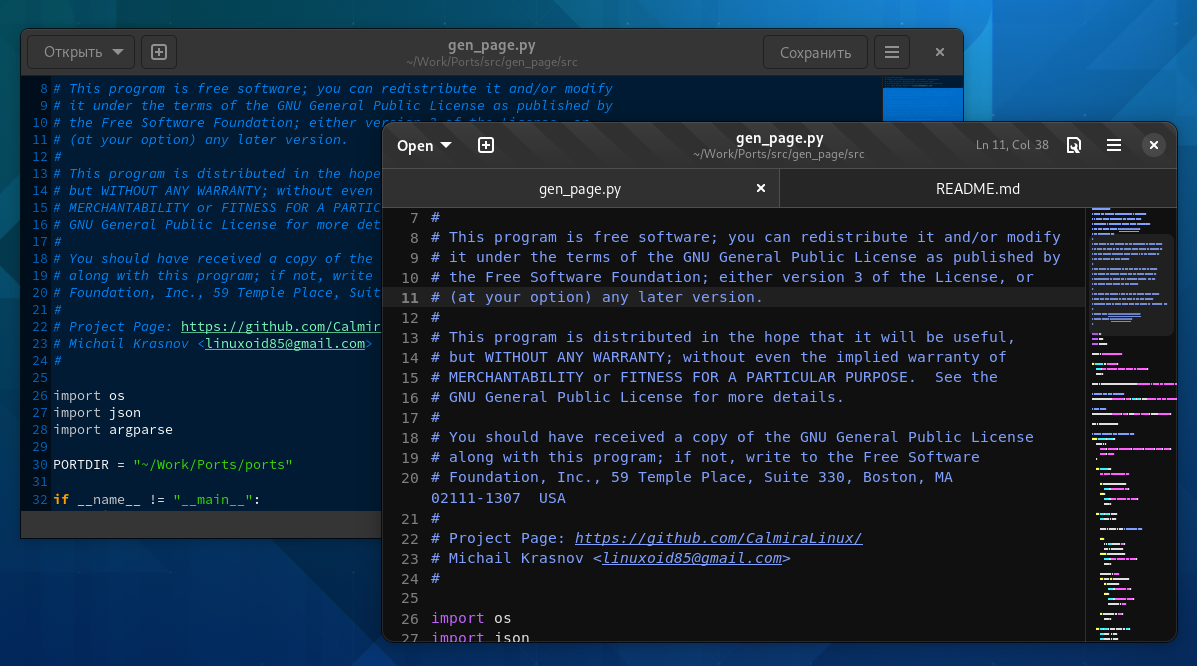 Открыть
gen_page.py
~/Work/Ports/src/gen_page/src
Сохранить
8 # This program is free software; you can redistribute it and/or modify
9 # it under the terms of the GNU General Public License as published by
10 # the Free Software Foundation; either version 3 of the License, or
11 # (at your option) any later version.
12 #
13 # This program is distributed in the hope
14 # but WITHOUT ANY WARRANTY; without even
15 # MERCHANTABILITY or FITNESS FOR A PARTIC
16 # GNU General Public License for more det
17 #
18 # You should have received a copy of the
19 # along with this program; if not, write
20 # Foundation, Inc., 59 Temple Place, Suit
21 #
22 # Project Page: https://github.com/Calmir
23 # Michail Krasnov <linuxoid85@gmail.com>
24 #
25
26 import os
27 import json
28 import argparse
29
30 PORTDIR = "~/Work/Ports/ports"
31
32 if __name__ != "__main__":
Open
gen_page.py
~/Work/Ports/src/gen_page/src
Ln 11, Col 38
gen_page.py
README.md
7 #
8 # This program is free software; you can redistribute it and/or modify
9 # it under the terms of the GNU General Public License as published by
10 # the Free Software Foundation; either version 3 of the License, or
11 # (at your option) any later version.
12 #
13 # This program is distributed in the hope that it will be useful,
14 # but WITHOUT ANY WARRANTY; without even the implied warranty of
15 # MERCHANTABILITY or FITNESS FOR A PARTICULAR PURPOSE.  See the
16 # GNU General Public License for more details.
17 #
18 # You should have received a copy of the GNU General Public License
19 # along with this program; if not, write to the Free Software
20 # Foundation, Inc., 59 Temple Place, Suite 330, Boston, MA
02111-1307  USA
21 #
22 # Project Page: https://github.com/CalmiraLinux/
23 # Michail Krasnov <linuxoid85@gmail.com>
24 #
25
26 import os
27 import json